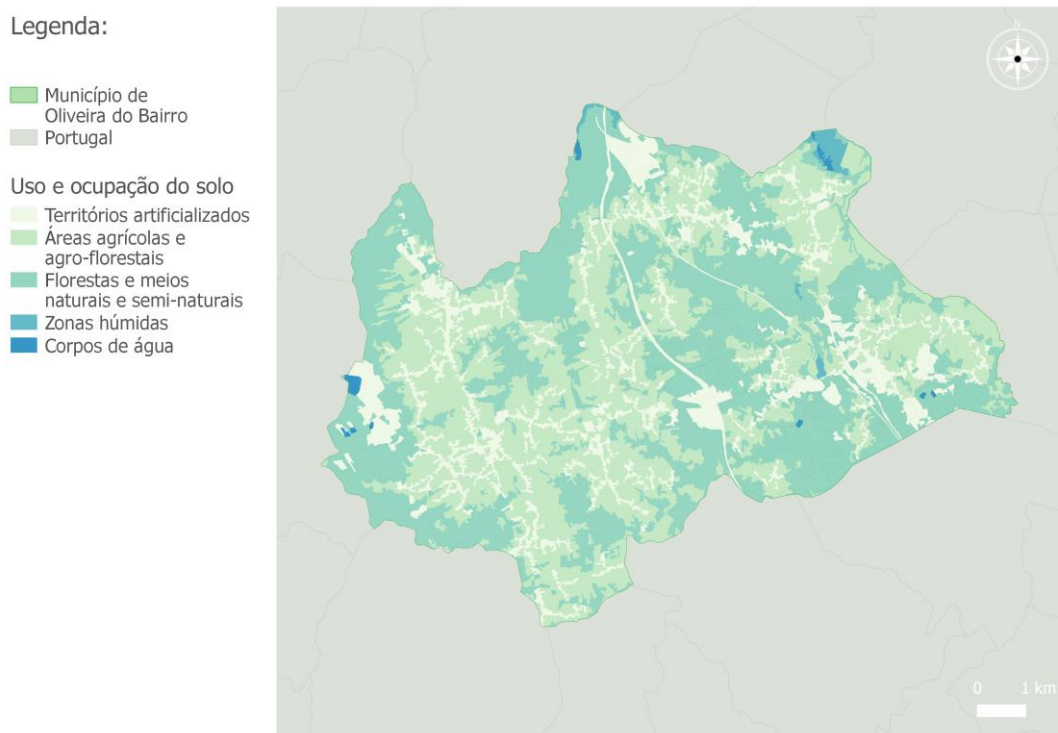 Legenda:
Município de
Oliveira do Bairro
Portugal
Uso e ocupação do solo
Territórios artificializados
Áreas agrícolas e
agro-florestais
Florestas e meios
naturais e semi-naturais
Zonas húmidas
Corpos de água
N
0 1 km